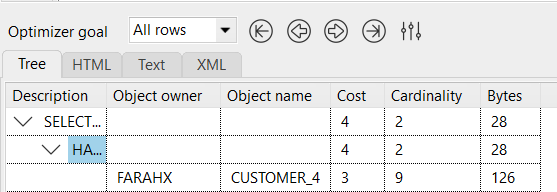 Optimizer goal All rows
Tree HTML Text XML
Description Object owner Object name Cost Cardinality Bytes
SELECT... 4 2 28
HA... 4 2 28
FARAHX CUSTOMER_4 3 9 126